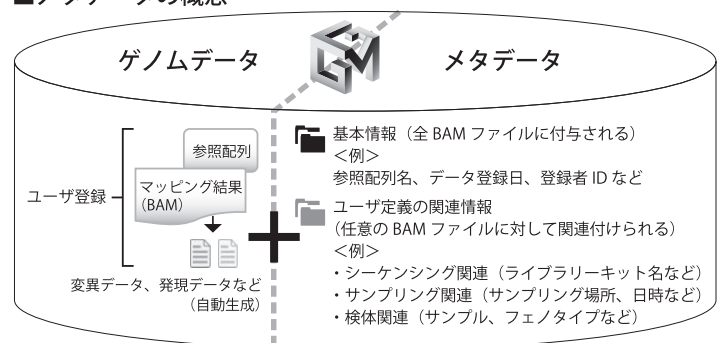 ゲノムデータ
メタデータ
参照配列
マッピング結果
(BAM)
ユーザ登録
変異データ、発現データなど
(自動生成)
基本情報（全 BAM ファイルに付与される）
＜例＞
参照配列名、データ登録日、登録者 ID など
ユーザ定義の関連情報
(任意の BAM ファイルに対して関連付けられる)
＜例＞
・シーケンシング関連（ライブラリーキット名など）
・サンプリング関連（サンプリング場所、日時など）
・検体関連（サンプル、フェノタイプなど）